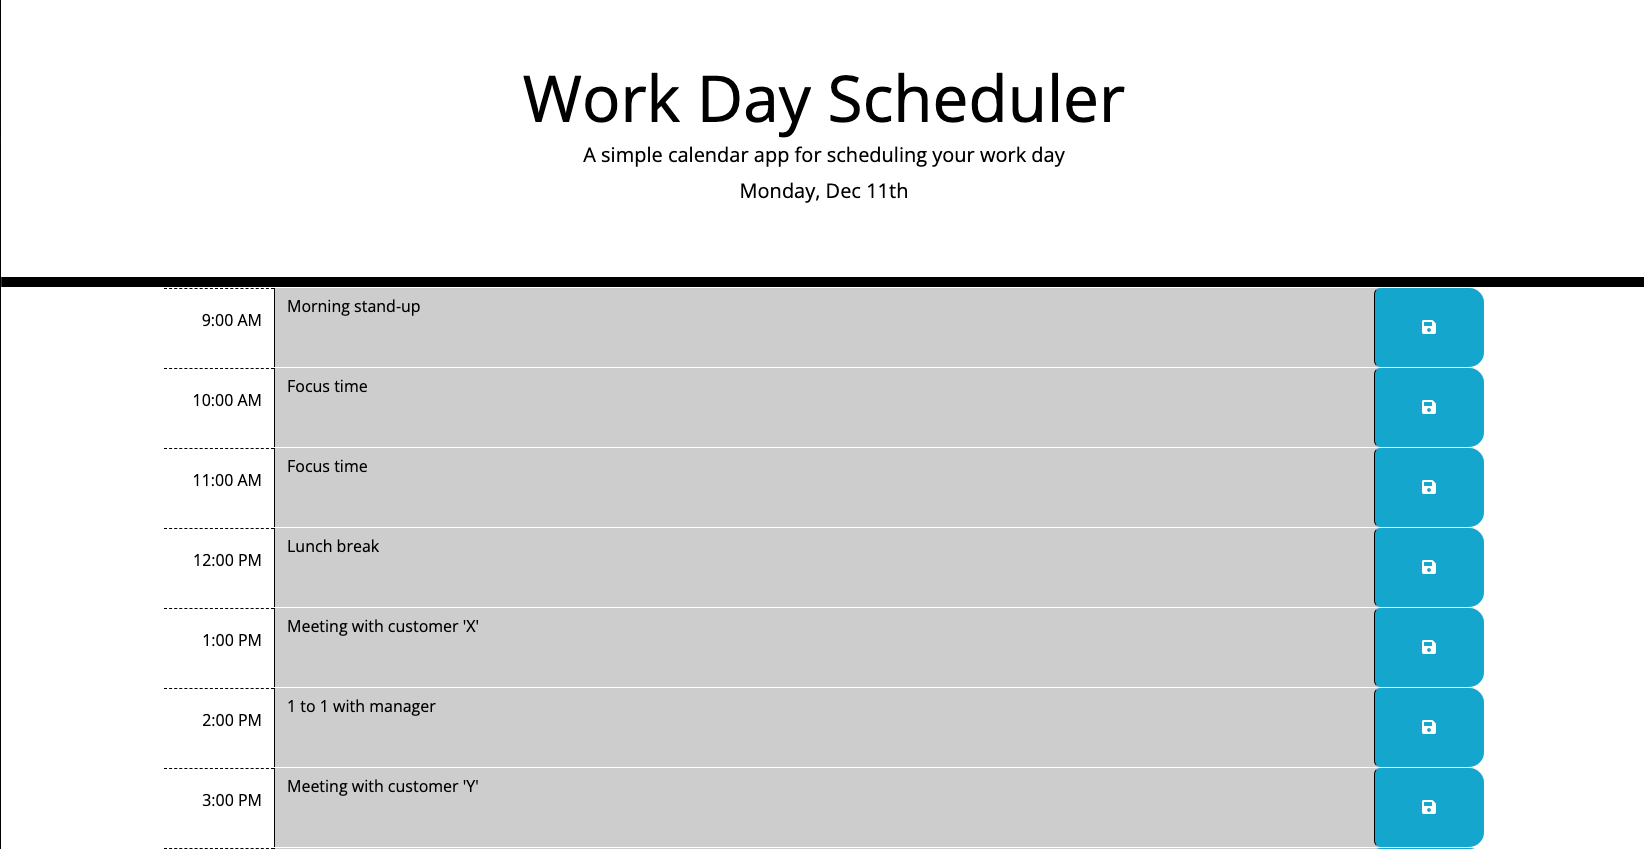 Work Day Scheduler
A simple calendar app for scheduling your work day
Monday, Dec 11th
9:00 AM Morning stand-up
10:00 AM Focus time
11:00 AM Focus time
12:00 PM Lunch break
1:00 PM Meeting with customer 'X'
2:00 PM 1 to 1 with manager
3:00 PM Meeting with customer 'Y'